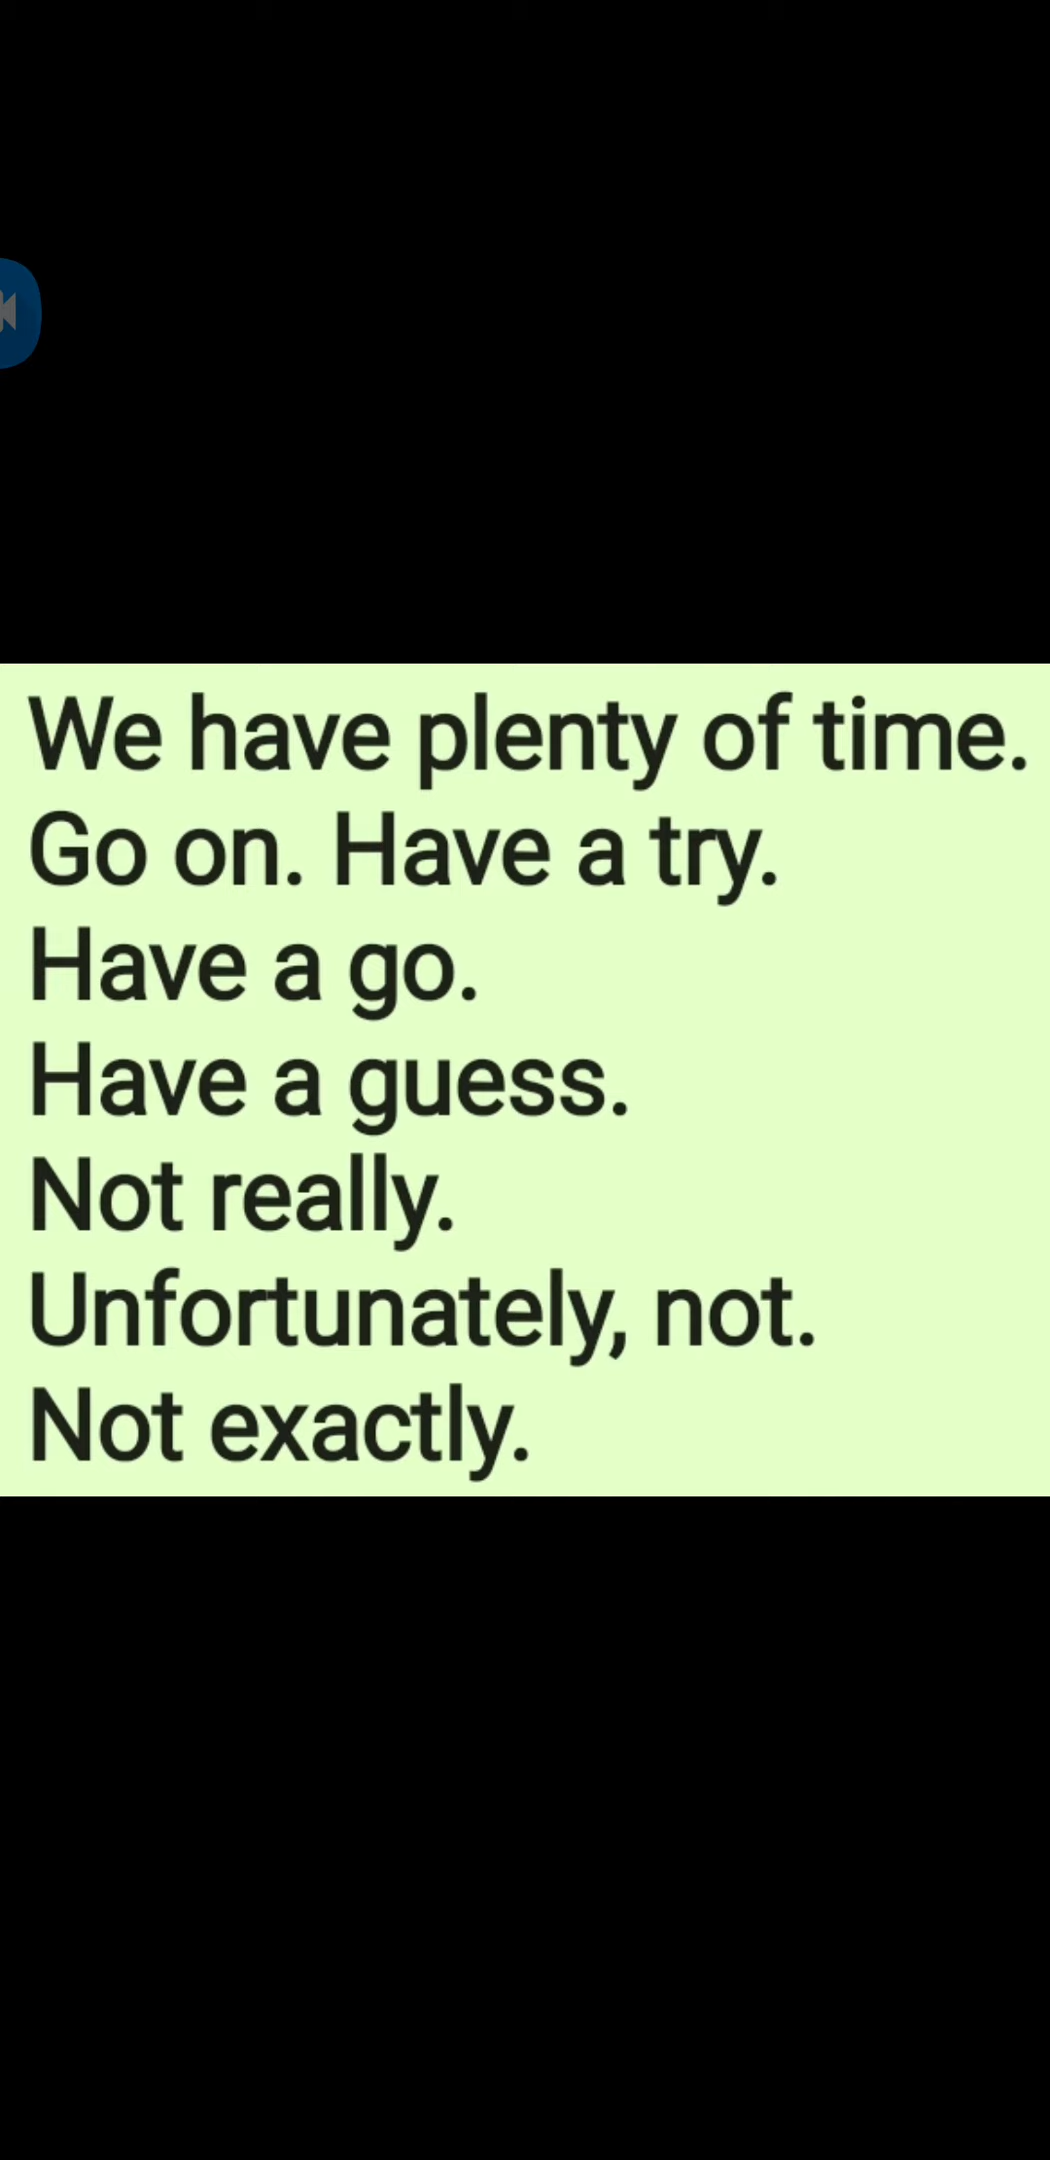 We have plenty of time.
Go on. Have a try.
Have a go.
Have a guess.
Not really.
Unfortunately, not.
Not exactly.